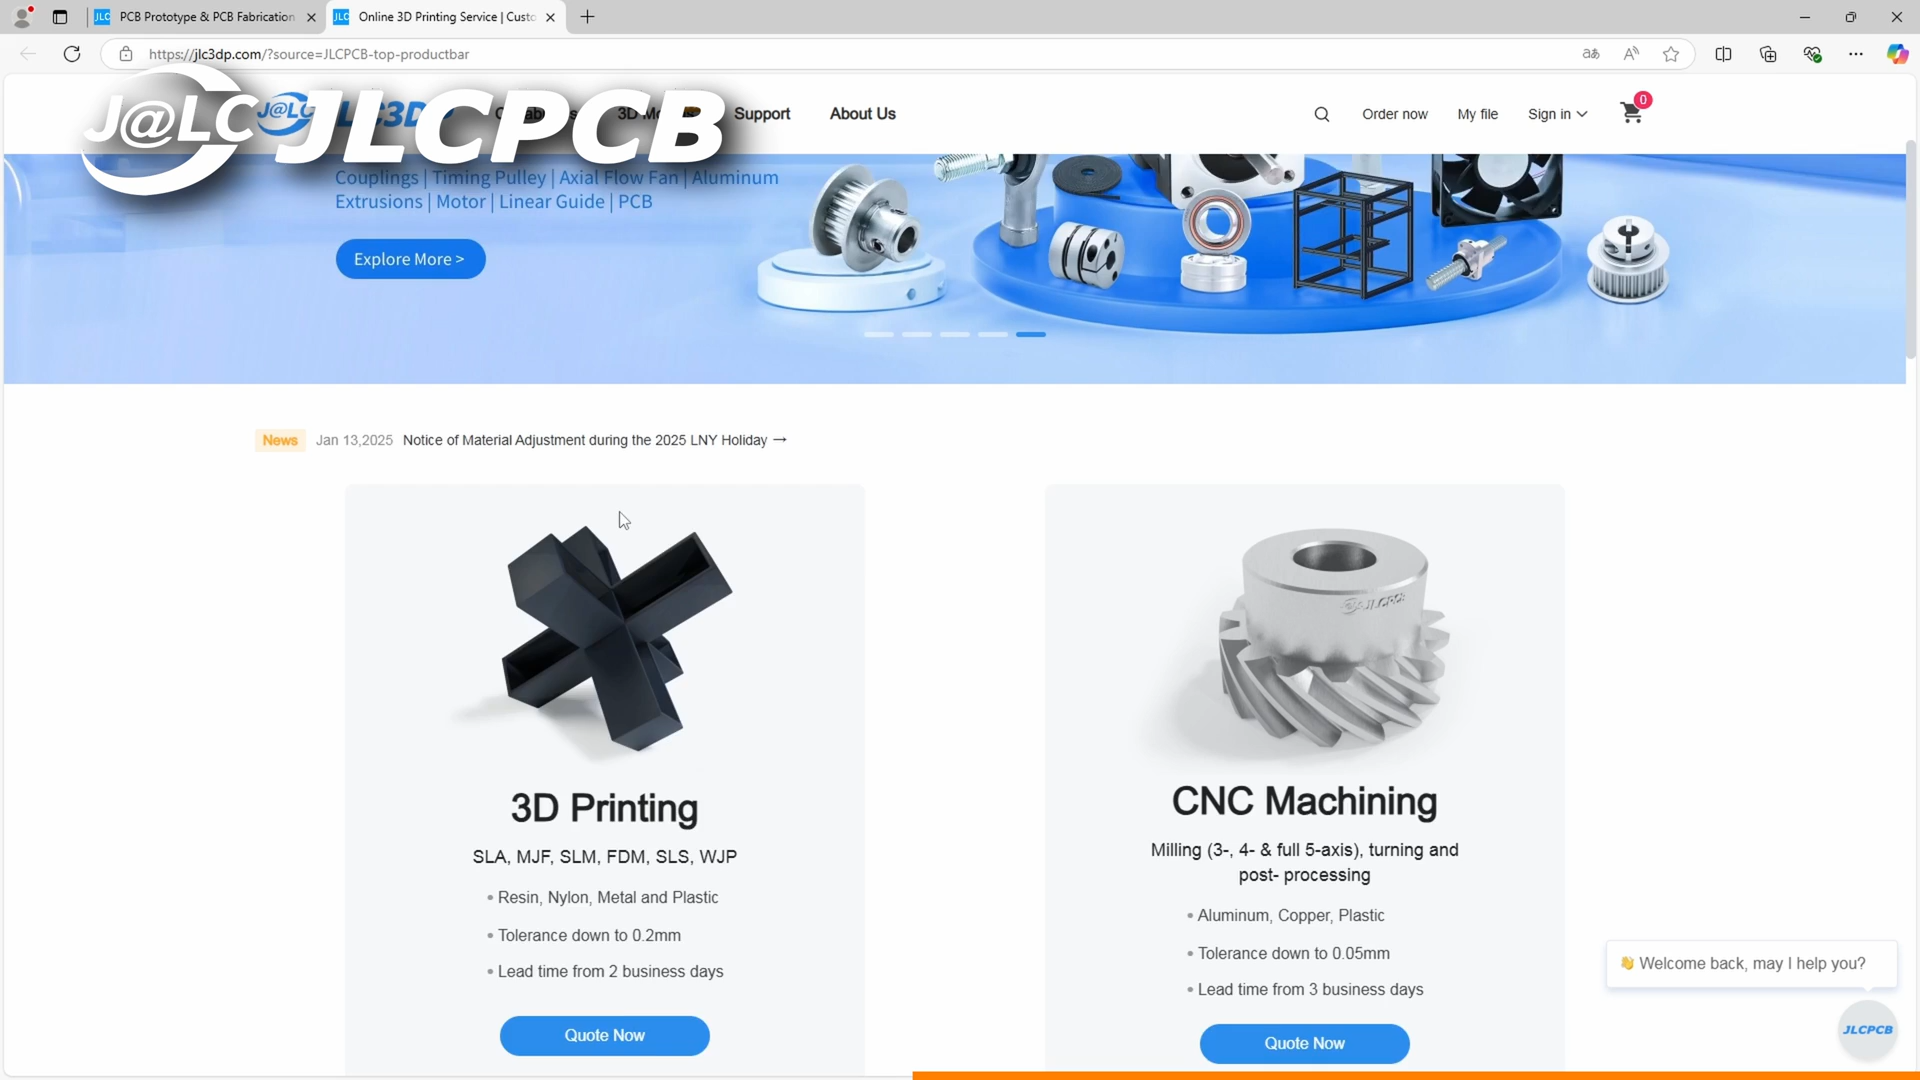 PCB Prototype & PCB Fabrication
Online 3D Printing Service | Custo
https://jlc3dp.com/?source=JLCPCB-top-productbar
J@LC JLCPCB
J@LC JLC3D
Support
About Us
Order now
My file
Sign in
0
Couplings | Timing Pulley | Axial Flow Fan | Aluminum
Extrusions | Motor | Linear Guide | PCB
Explore More >
News Jan 13,2025 Notice of Material Adjustment during the 2025 LNY Holiday →
JLCPCB
3D Printing
SLA, MJF, SLM, FDM, SLS, WJP
• Resin, Nylon, Metal and Plastic
• Tolerance down to 0.2mm
• Lead time from 2 business days
Quote Now
CNC Machining
Milling (3-, 4- & full 5-axis), turning and
post- processing
• Aluminum, Copper, Plastic
• Tolerance down to 0.05mm
• Lead time from 3 business days
Quote Now
👋 Welcome back, may I help you?
JLCPCB